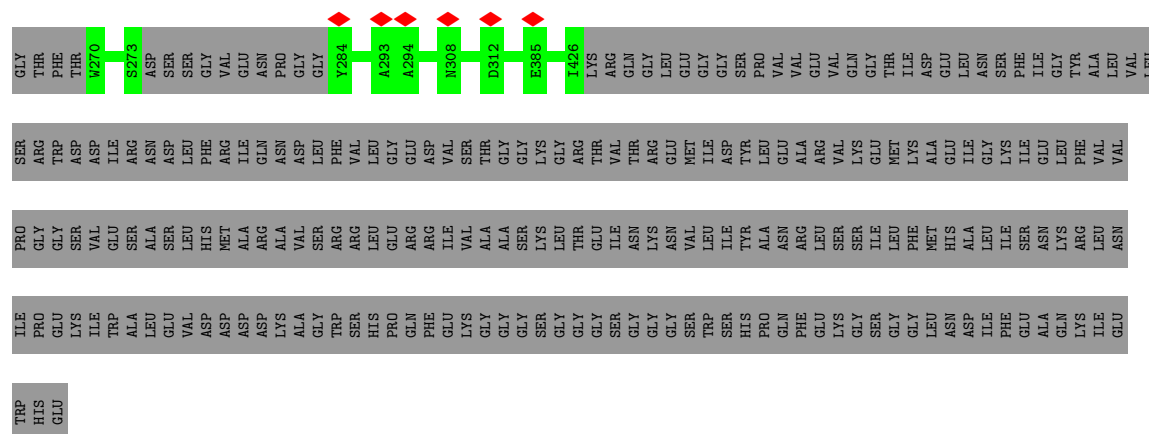 GLY THR PHE THR W270 S273 ASP SER SER GLY VAL GLU ASN PRO GLY GLY Y284 A293 A294 N308 D312 E385 I426 LYS ARG GLN GLY LEU GLU GLY GLY SER PRO VAL VAL GLU VAL GLN GLY THR ILE ASP GLU LEU ASN SER PHE ILE GLY TYR ALA LEU VAL LEU
SER ARG TRP ASP ASP ILE ARG ASN ASP LEU PHE ARG ILE GLN ASN ASP LEU PHE VAL LEU GLY GLU ASP VAL SER THR GLY GLY LYS GLY ARG THR VAL THR ARG GLU MET ILE ASP TYR LEU GLU ALA ARG VAL LYS GLU MET LYS ALA GLU ILE GLY LYS ILE GLU LEU PHE VAL VAL
PRO GLY GLY SER VAL GLU SER ALA SER LEU HIS MET ALA ARG ALA VAL SER ARG ARG LEU GLU ARG ARG ILE VAL ALA ALA SER LYS LEU THR GLU ILE ASN LYS ASN VAL LEU ILE TYR ALA ASN ARG LEU SER SER ILE LEU PHE MET HIS ALA LEU ILE SER ASN LYS ARG LEU ASN
ILE PRO GLU LYS ILE TRP ALA LEU GLU VAL ASP ASP ASP ASP LYS ALA GLY TRP SER HIS PRO GLN PHE GLU LYS GLY GLY GLY SER GLY GLY GLY SER GLY GLY GLY SER TRP SER HIS PRO GLN PHE GLU LYS GLY SER GLY GLY LEU ASN ASP ILE PHE GLU ALA GLN LYS ILE GLU
TRP HIS GLU